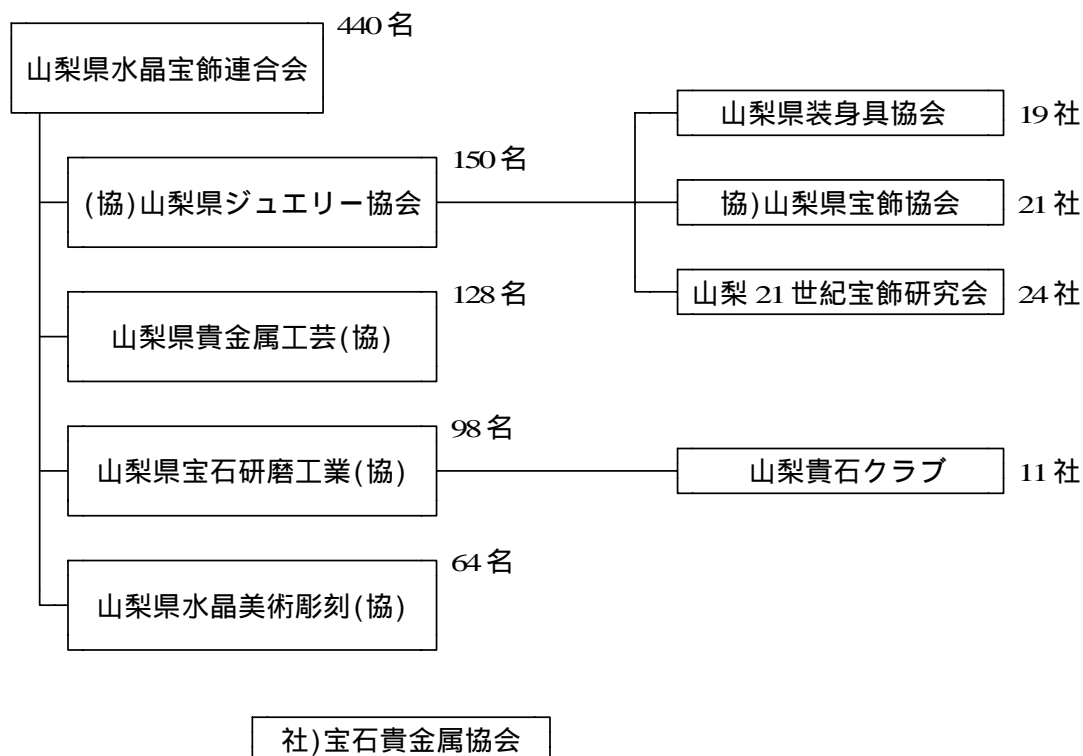 440名
山梨県水晶宝飾連合会
山梨県装身具協会 19社
150名
(協)山梨県ジュエリー協会
協)山梨県宝飾協会 21社
山梨21世紀宝飾研究会 24社
128名
山梨県貴金属工芸(協)
98名
山梨県宝石研磨工業(協)
山梨貴石クラブ 11社
64名
山梨県水晶美術彫刻(協)
社)宝石貴金属協会